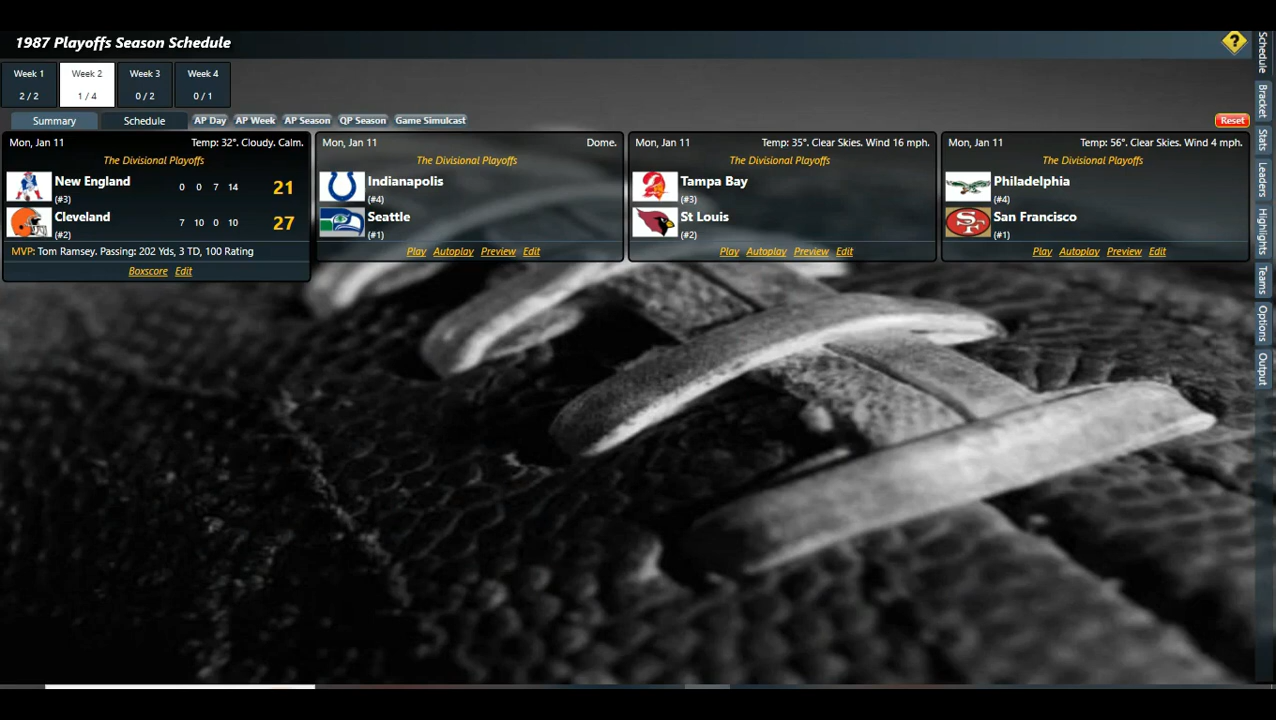 1987 Playoffs Season Schedule
?
Week 1 Week 2 Week 3 Week 4
2 / 2 1 / 4 0 / 2 0 / 1
Summary Schedule AP Day AP Week AP Season QP Season Game Simulcast Reset
Mon, Jan 11 Temp: 32°. Cloudy. Calm.
The Divisional Playoffs
New England 0 0 7 14 21
(#3)
Cleveland 7 10 0 10 27
(#2)
MVP: Tom Ramsey. Passing: 202 Yds, 3 TD, 100 Rating
Boxscore Edit
Mon, Jan 11 Dome.
The Divisional Playoffs
Indianapolis
(#4)
Seattle
(#1)
Play Autoplay Preview Edit
Mon, Jan 11 Temp: 35°. Clear Skies. Wind 16 mph.
The Divisional Playoffs
Tampa Bay
(#3)
St Louis
(#2)
Play Autoplay Preview Edit
Mon, Jan 11 Temp: 56°. Clear Skies. Wind 4 mph.
The Divisional Playoffs
Philadelphia
(#4)
SF
San Francisco
(#1)
Play Autoplay Preview Edit
Schedule
Bracket
Stats
Leaders
Highlights
Teams
Options
Output